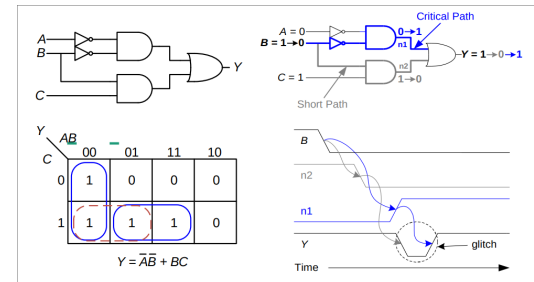 A
B
C
Y
A = 0
B = 1→0
C = 1
0→1
n1
Critical Path
n2
1→0
Short Path
Y = 1→0→1
Y
AB
C
00 01 11 10
0 1 0 0 0
1 1 1 1 0
Y = A̅B̅ + BC
B
n2
n1
Y
glitch
Time